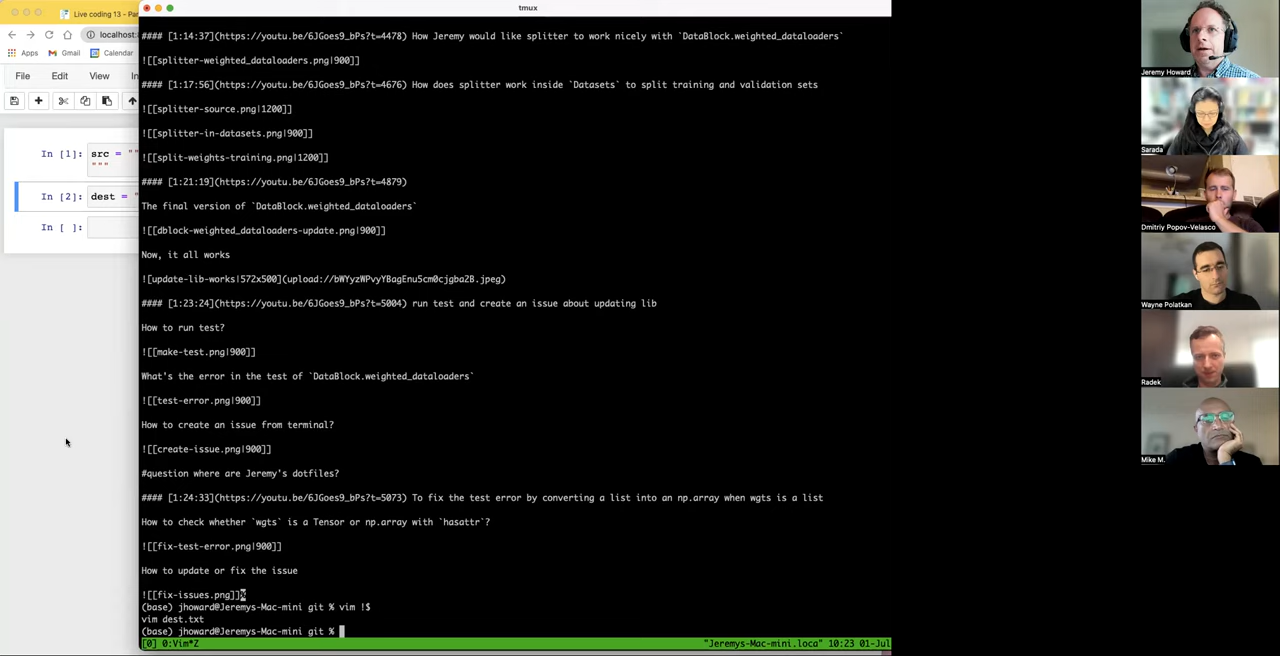 tmux
Live coding 13 - Par
localhost:
Apps Gmail Calendar
File Edit View In
In [1]: src = ""
"""
In [2]: dest = "
In [ ]:
#### [1:14:37](https://youtu.be/6JGoes9_bPs?t=4478) How Jeremy would like splitter to work nicely with `DataBlock.weighted_dataloaders`
![[splitter-weighted_dataloaders.png|900]]
#### [1:17:56](https://youtu.be/6JGoes9_bPs?t=4676) How does splitter work inside `Datasets` to split training and validation sets
![[splitter-source.png|1200]]
![[splitter-in-datasets.png|900]]
![[split-weights-training.png|1200]]
#### [1:21:19](https://youtu.be/6JGoes9_bPs?t=4879)
The final version of `DataBlock.weighted_dataloaders`
![[dblock-weighted_dataloaders-update.png|900]]
Now, it all works
![update-lib-works|572x500](upload://bWYyzWPvyYBagEnu5cm0cjgba2B.jpeg)
#### [1:23:24](https://youtu.be/6JGoes9_bPs?t=5004) run test and create an issue about updating lib
How to run test?
![[make-test.png|900]]
What's the error in the test of `DataBlock.weighted_dataloaders`
![[test-error.png|900]]
How to create an issue from terminal?
![[create-issue.png|900]]
#question where are Jeremy's dotfiles?
#### [1:24:33](https://youtu.be/6JGoes9_bPs?t=5073) To fix the test error by converting a list into an np.array when wgts is a list
How to check whether `wgts` is a Tensor or np.array with `hasattr`?
![[fix-test-error.png|900]]
How to update or fix the issue
![[fix-issues.png]]%
(base) jhoward@Jeremys-Mac-mini git % vim !$
vim dest.txt
(base) jhoward@Jeremys-Mac-mini git %
[0] 0:Vim*Z "Jeremys-Mac-mini.loca" 10:23 01-Jul
Jeremy Howard
Sarada
Dmitriy Popov-Velasco
Wayne Polatkan
Radek
Mike M.